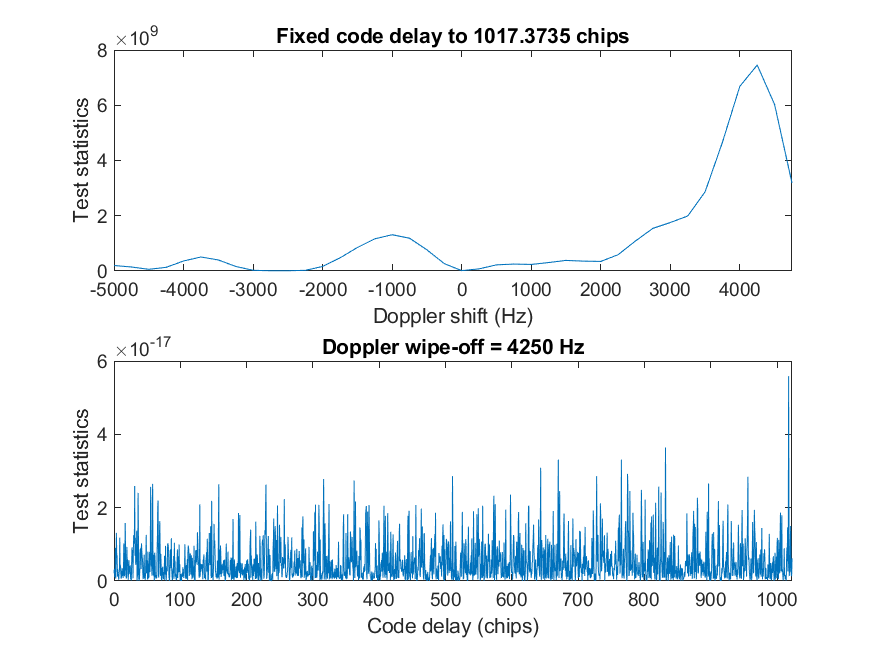 ×10^9
Fixed code delay to 1017.3735 chips
8
6
4
2
0
Test statistics
-5000 -4000 -3000 -2000 -1000 0 1000 2000 3000 4000
Doppler shift (Hz)
×10^-17
Doppler wipe-off = 4250 Hz
6
4
2
0
Test statistics
0 100 200 300 400 500 600 700 800 900 1000
Code delay (chips)